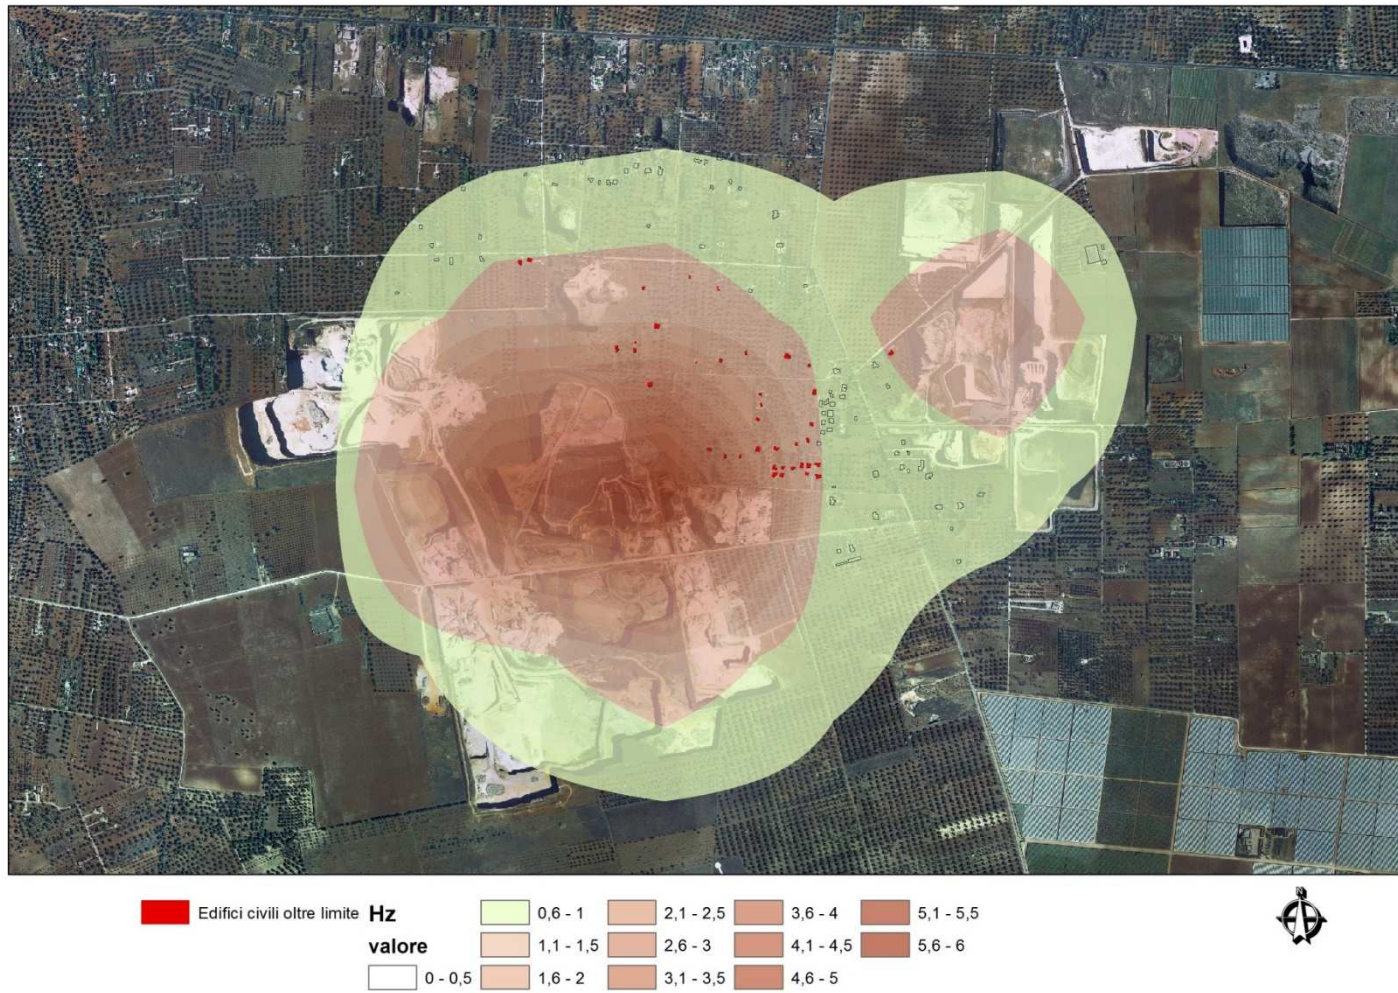 Edifici civili oltre limite
Hz
valore
0 - 0,5
0,6 - 1
1,1 - 1,5
1,6 - 2
2,1 - 2,5
2,6 - 3
3,1 - 3,5
3,6 - 4
4,1 - 4,5
4,6 - 5
5,1 - 5,5
5,6 - 6
N